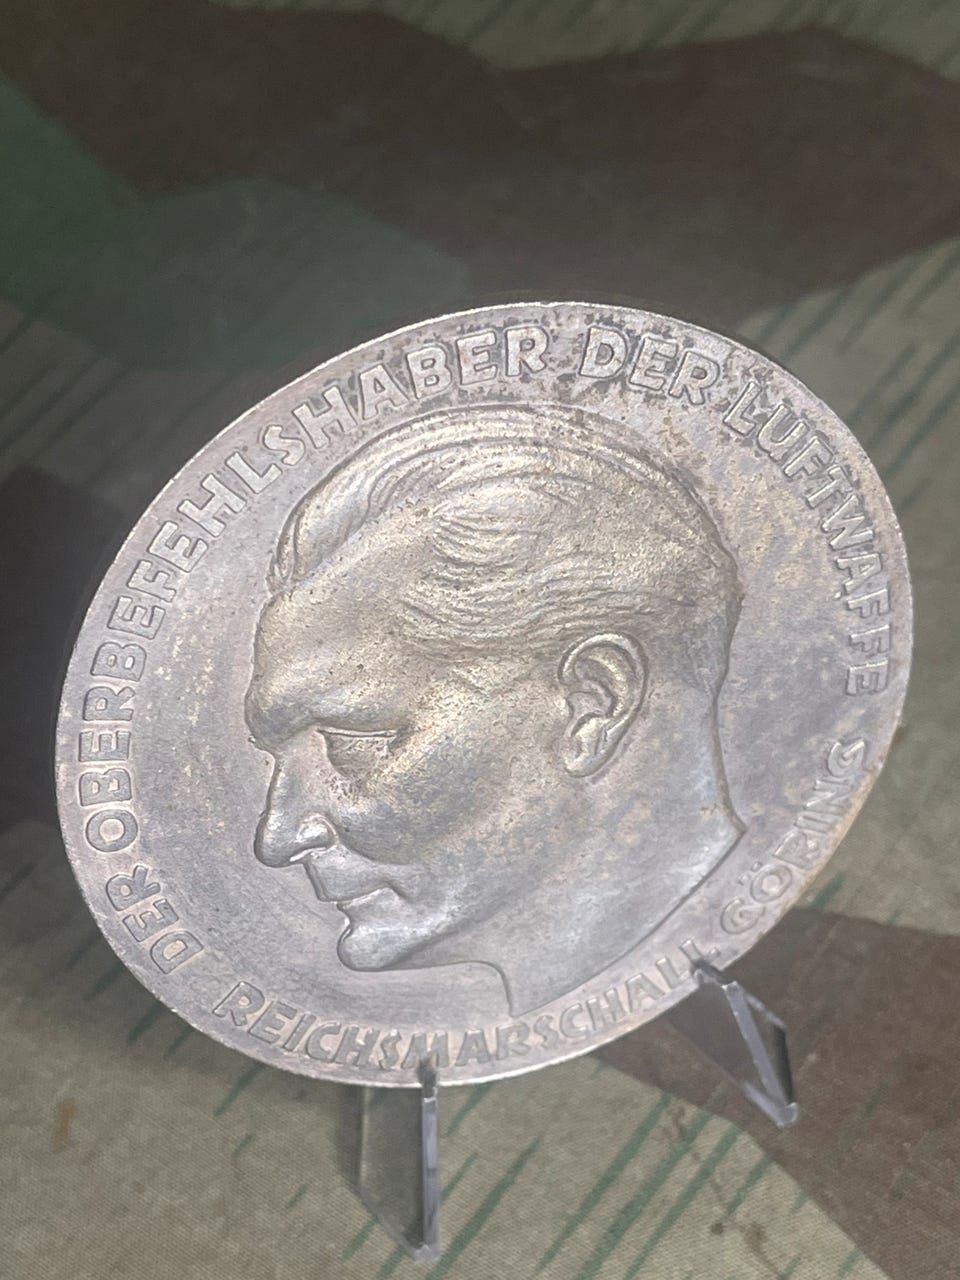 DER OBERBEFEHLSHABER DER LUFTWAFFE
REICHSMARSCHALL GÖRING